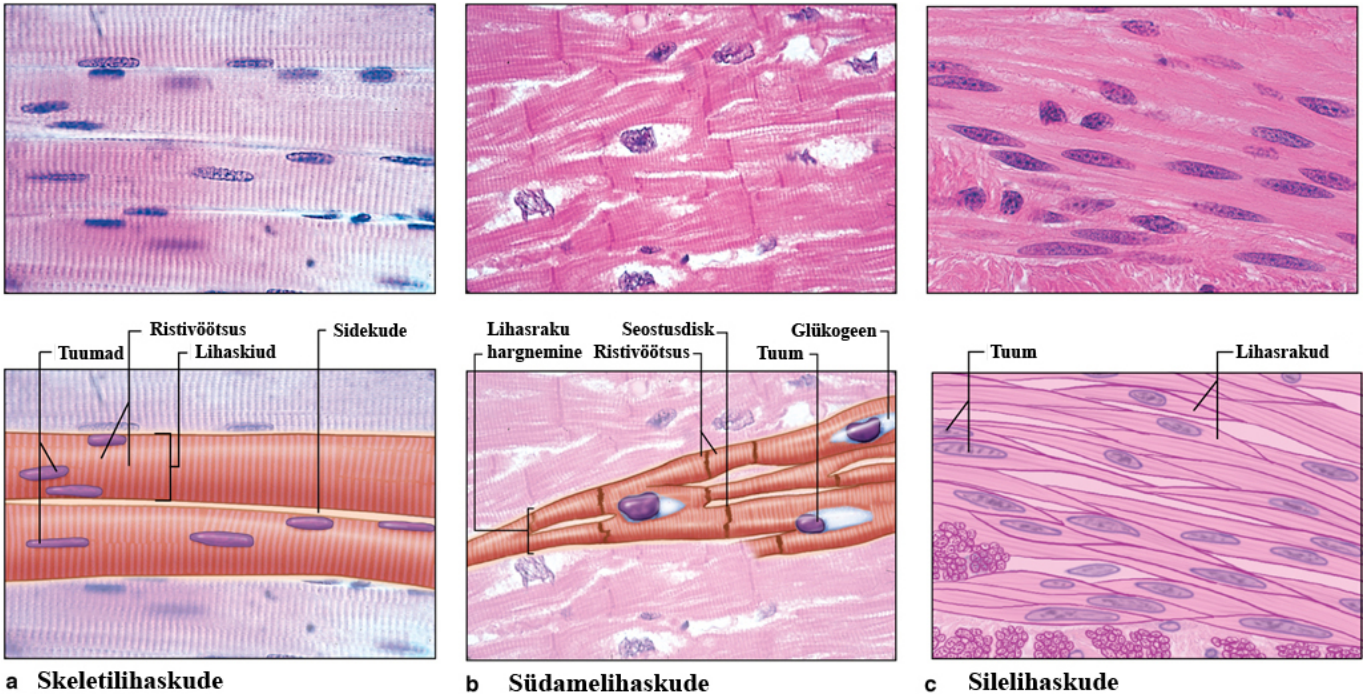 Ristivöötsus
Sidekude
Tuumad
Lihaskiud
Lihasraku
hargnemine
Seostusdisk
Ristivöötsus
Glükogeen
Tuum
Tuum
Lihasrakud
a Skeletilihaskude
b Südamelihaskude
c Silelihaskude